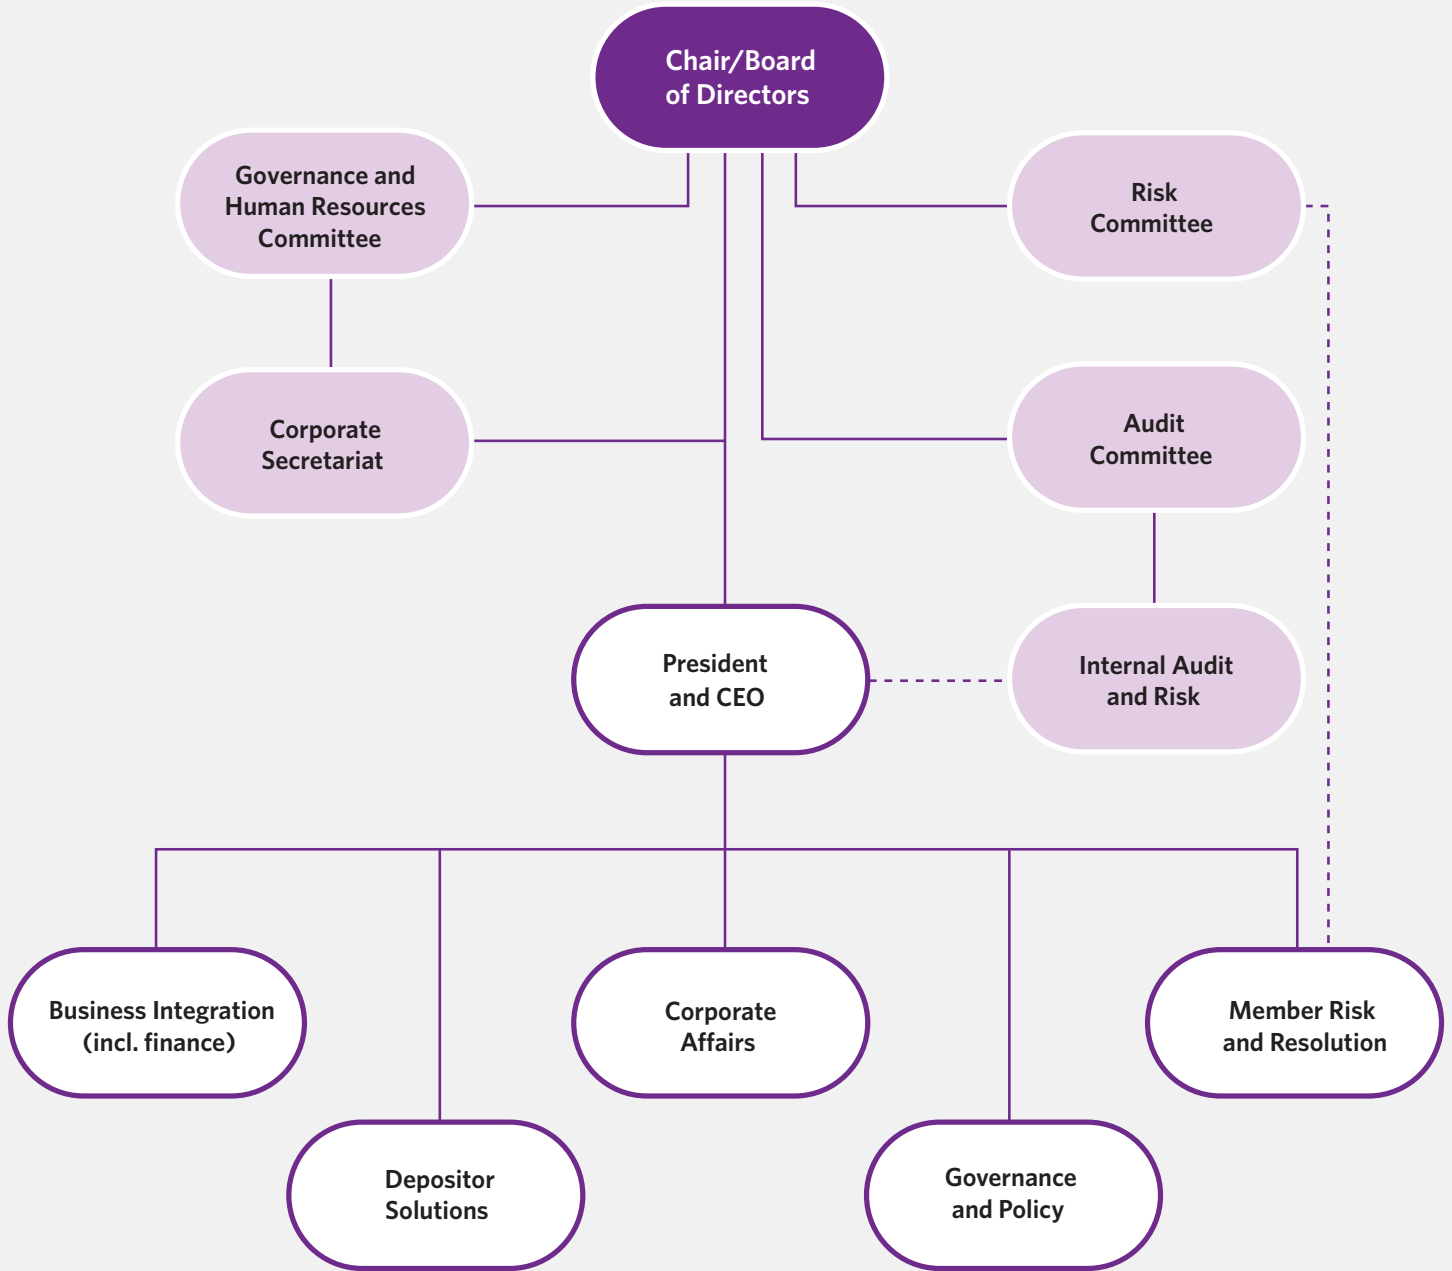 Chair/Board
of Directors
Governance and
Human Resources
Committee
Risk
Committee
Corporate
Secretariat
Audit
Committee
President
and CEO
Internal Audit
and Risk
Business Integration
(incl. finance)
Corporate
Affairs
Member Risk
and Resolution
Depositor
Solutions
Governance
and Policy